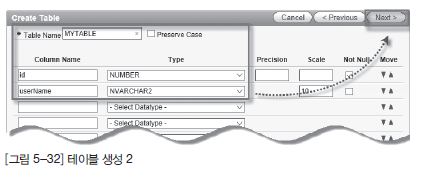 Create Table
Cancel
< Previous
Next >
Table Name MYTABLE
Preserve Case
Column Name Type Precision Scale Not Null Move
id NUMBER
userName NVARCHAR2 10
- Select Datatype -
- Select Datatype -
[그림 5-32] 테이블 생성 2